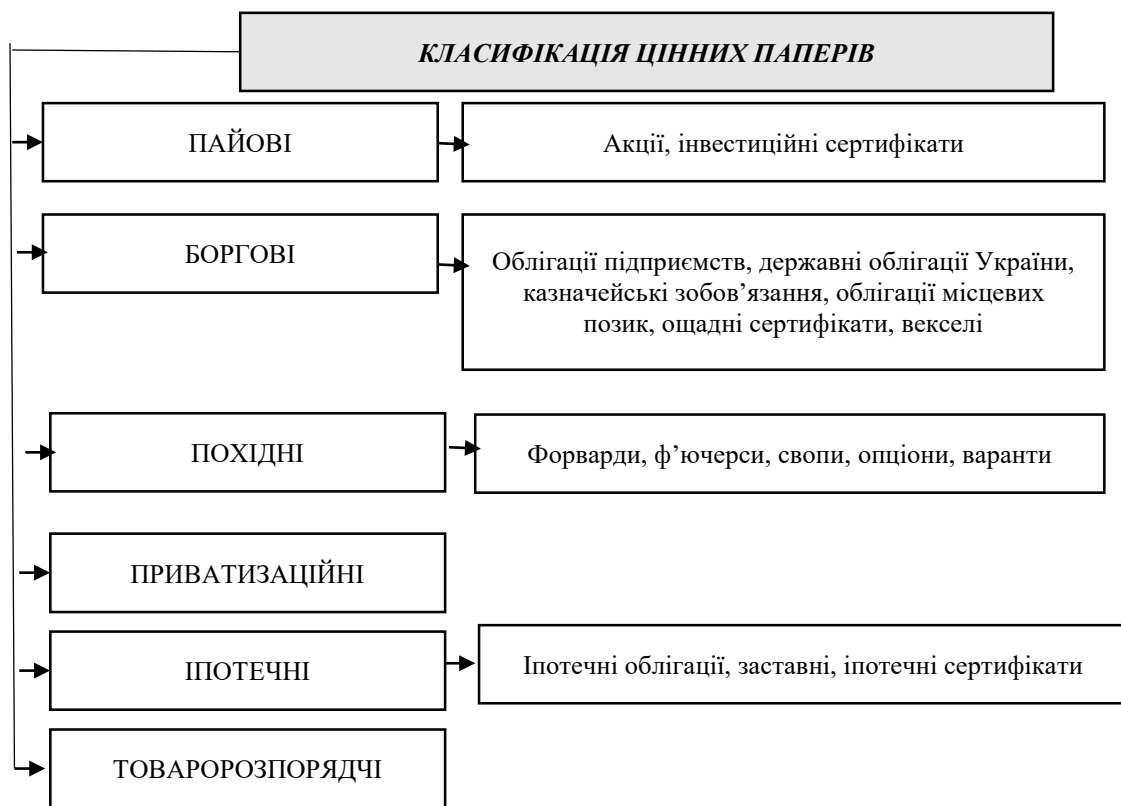 КЛАСИФІКАЦІЯ ЦІННИХ ПАПЕРІВ
ПАЙОВІ
Акції, інвестиційні сертифікати
БОРГОВІ
Облігації підприємств, державні облігації України,
казначейські зобов’язання, облігації місцевих
позик, ощадні сертифікати, векселі
ПОХІДНІ
Форварди, ф’ючерси, свопи, опціони, варанти
ПРИВАТИЗАЦІЙНІ
ІПОТЕЧНІ
Іпотечні облігації, заставні, іпотечні сертифікати
ТОВАРОРОЗПОРЯДЧІ